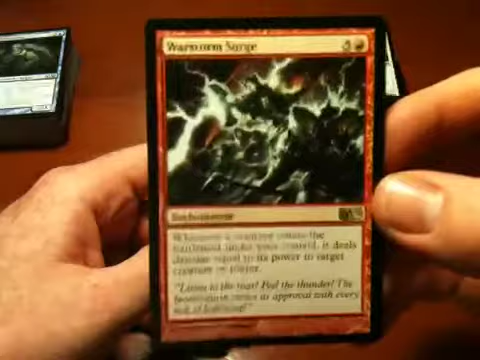 Warstorm Surge 5
Enchantment
Whenever a creature enters the
battlefield under your control, it deals
damage equal to its power to target
creature or player.
"Listen to the roar! Feel the thunder! The
Immersturm its approval with every
bolt of lightning!"